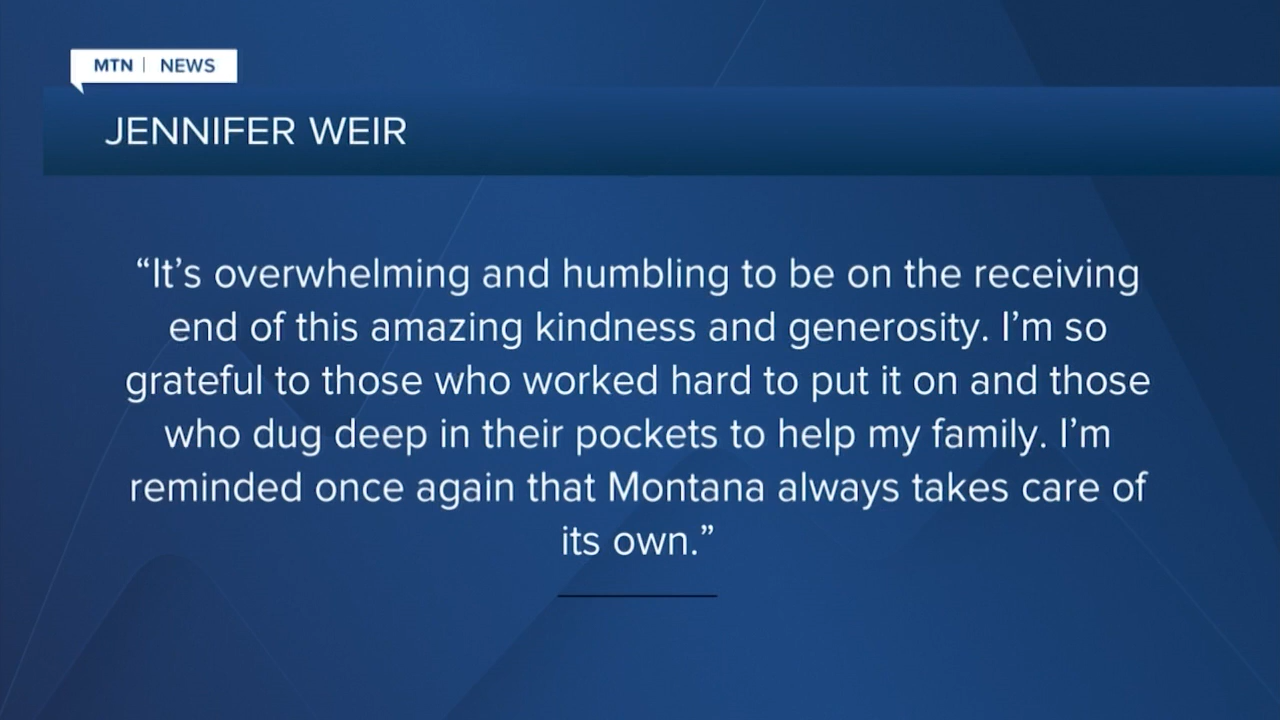 MTN | NEWS
JENNIFER WEIR
“It’s overwhelming and humbling to be on the receiving
end of this amazing kindness and generosity. I’m so
grateful to those who worked hard to put it on and those
who dug deep in their pockets to help my family. I’m
reminded once again that Montana always takes care of
its own.”